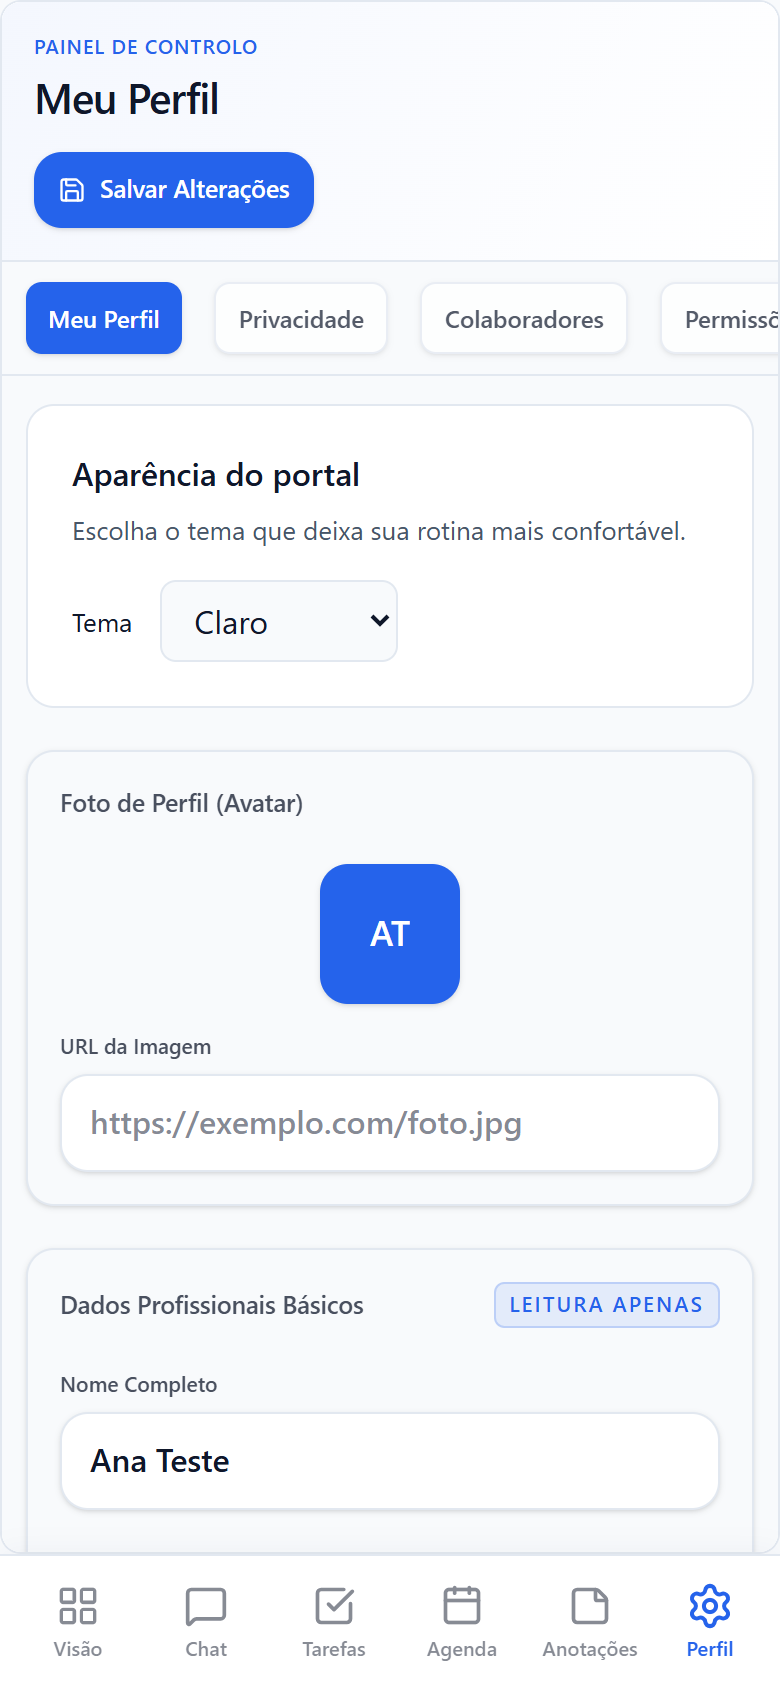 PAINEL DE CONTROLO
Meu Perfil
Salvar Alterações
Meu Perfil
Privacidade
Colaboradores
Aparência do portal
Escolha o tema que deixa sua rotina mais confortável.
Tema
Claro
Foto de Perfil (Avatar)
AT
URL da Imagem
https://exemplo.com/foto.jpg
Dados Profissionais Básicos
LEITURA APENAS
Nome Completo
Ana Teste
Visão
Chat
Tarefas
Agenda
Anotações
Perfil